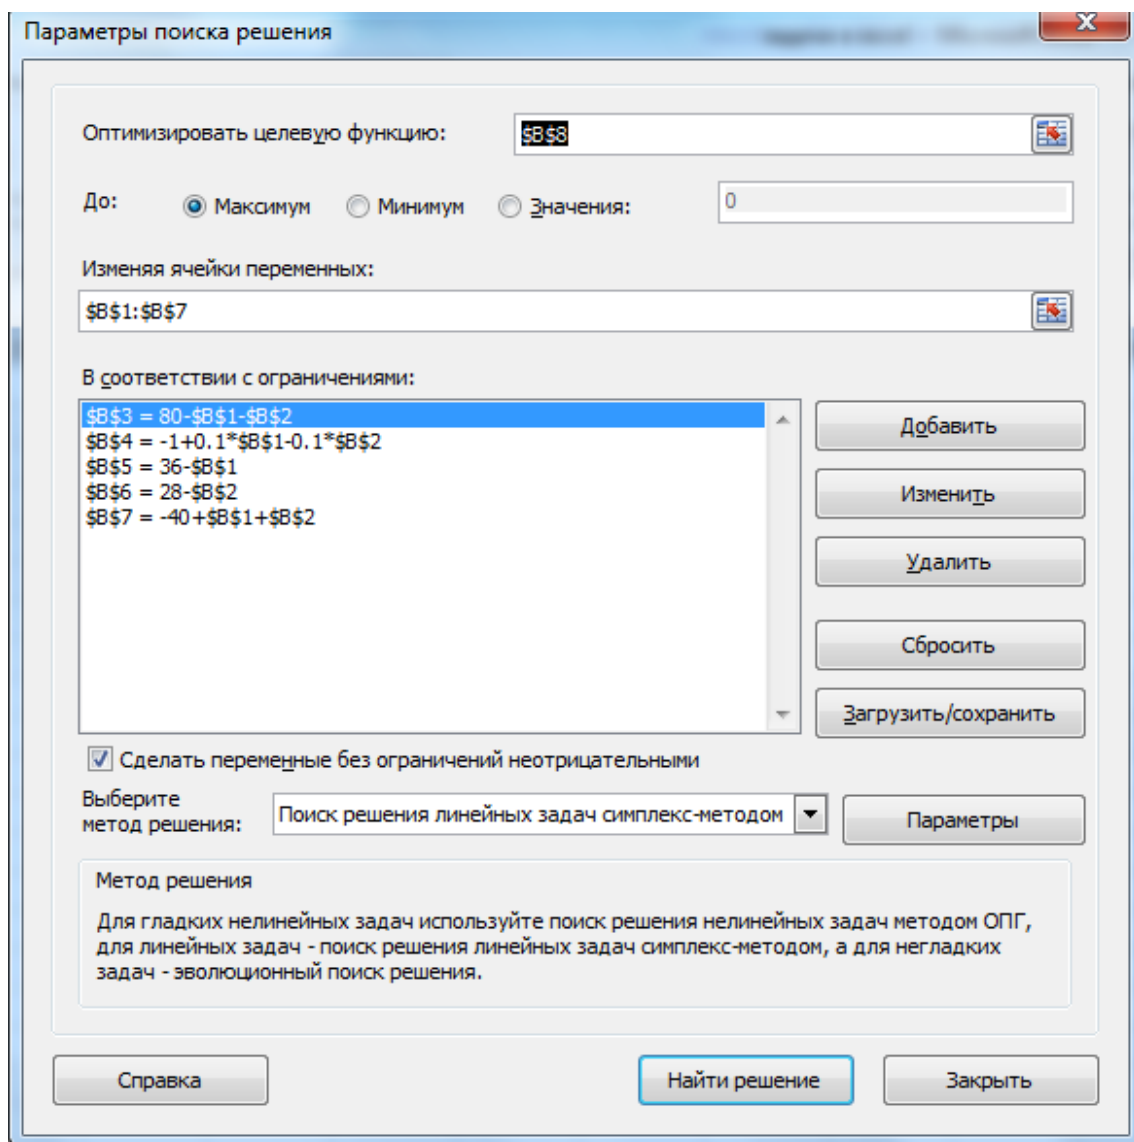 Параметры поиска решения
Оптимизировать целевую функцию: $B$8
До: Максимум Минимум Значения: 0
Изменяя ячейки переменных:
$B$1:$B$7
В соответствии с ограничениями:
$B$3 = 80-$B$1-$B$2
$B$4 = -1+0.1*$B$1-0.1*$B$2
$B$5 = 36-$B$1
$B$6 = 28-$B$2
$B$7 = -40+$B$1+$B$2
Добавить
Изменить
Удалить
Сбросить
Загрузить/сохранить
Сделать переменные без ограничений неотрицательными
Выберите
метод решения:
Поиск решения линейных задач симплекс-методом
Параметры
Метод решения
Для гладких нелинейных задач используйте поиск решения нелинейных задач методом ОПГ,
для линейных задач - поиск решения линейных задач симплекс-методом, а для негладких
задач - эволюционный поиск решения.
Справка Найти решение Закрыть